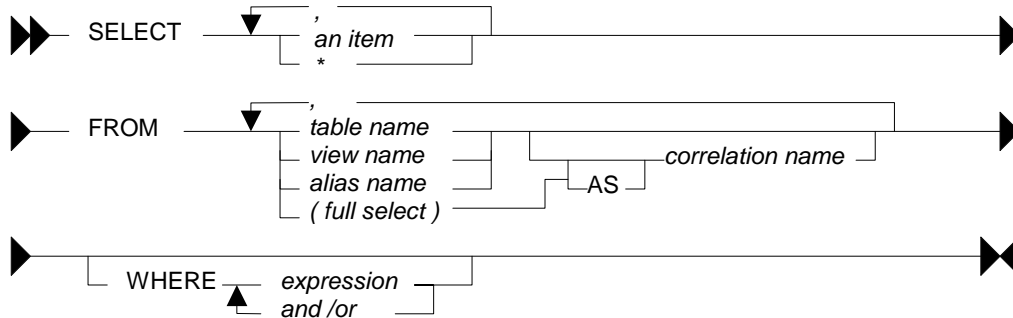 ,
SELECT an item
*
,
FROM table name
view name correlation name
alias name AS
( full select )
WHERE expression
and /or